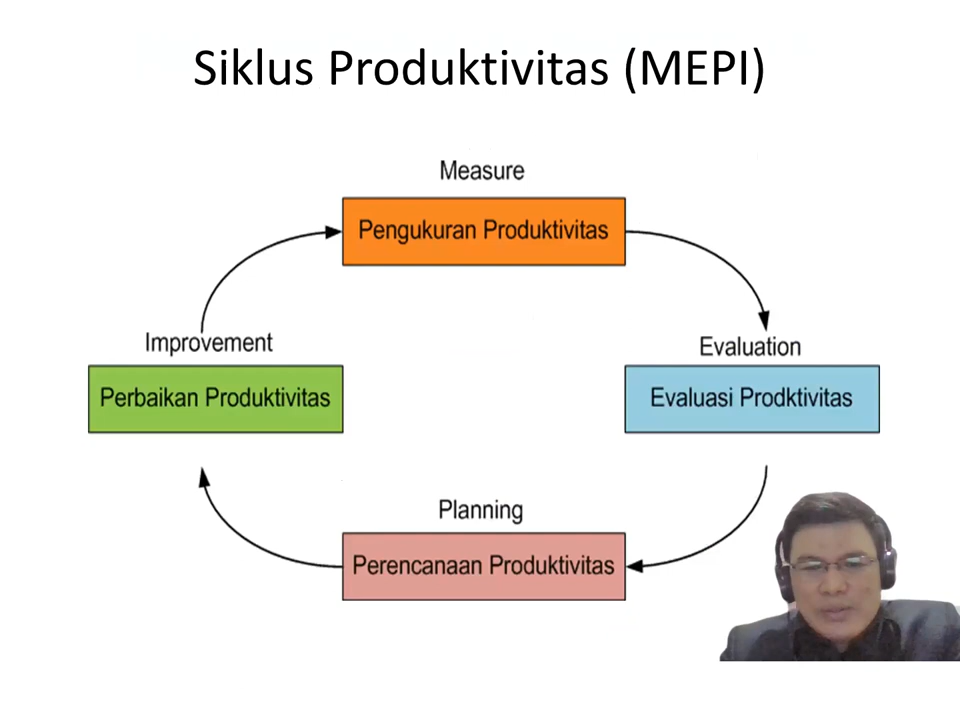 Siklus Produktivitas (MEPI)
Measure
Pengukuran Produktivitas
Improvement
Evaluation
Perbaikan Produktivitas
Evaluasi Prodktivitas
Planning
Perencanaan Produktivitas